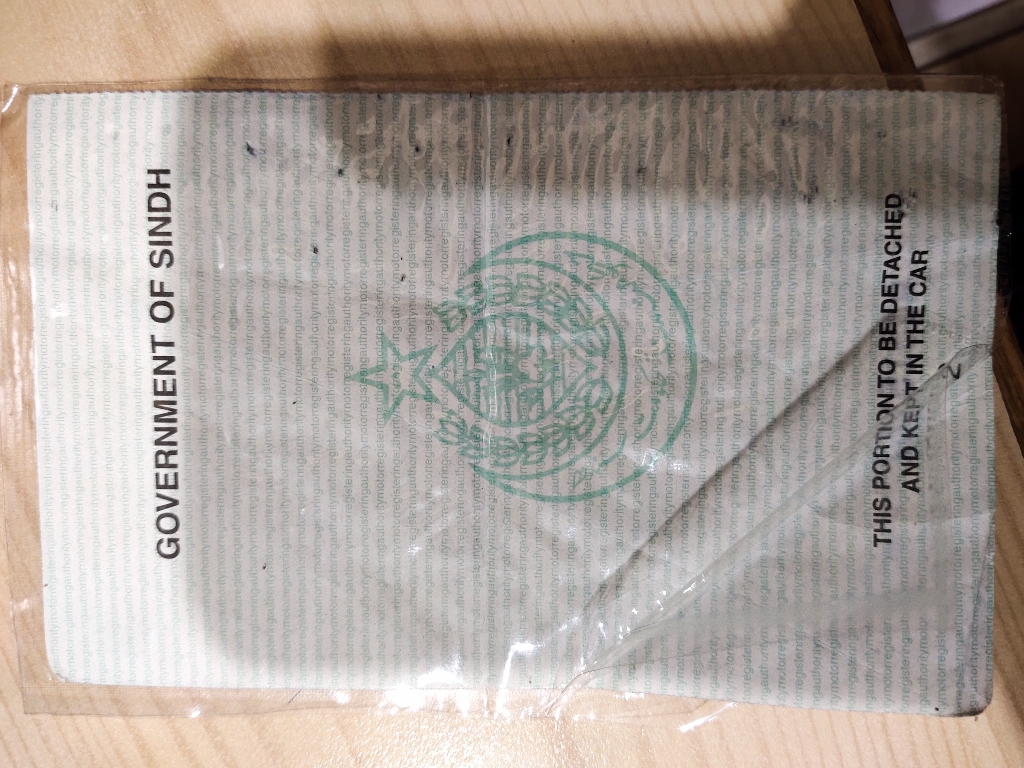 GOVERNMENT OF SINDH
THIS PORTION TO BE DETACHED
AND KEPT IN THE CAR